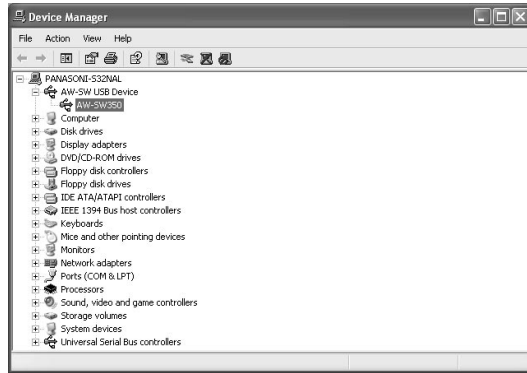 Device Manager
File Action View Help
PANASONI-S32NAL
AW-SW USB Device
AW-SW350
Computer
Disk drives
Display adapters
DVD/CD-ROM drives
Floppy disk controllers
Floppy disk drives
IDE ATA/ATAPI controllers
IEEE 1394 Bus host controllers
Keyboards
Mice and other pointing devices
Monitors
Network adapters
Ports (COM & LPT)
Processors
Sound, video and game controllers
Storage volumes
System devices
Universal Serial Bus controllers